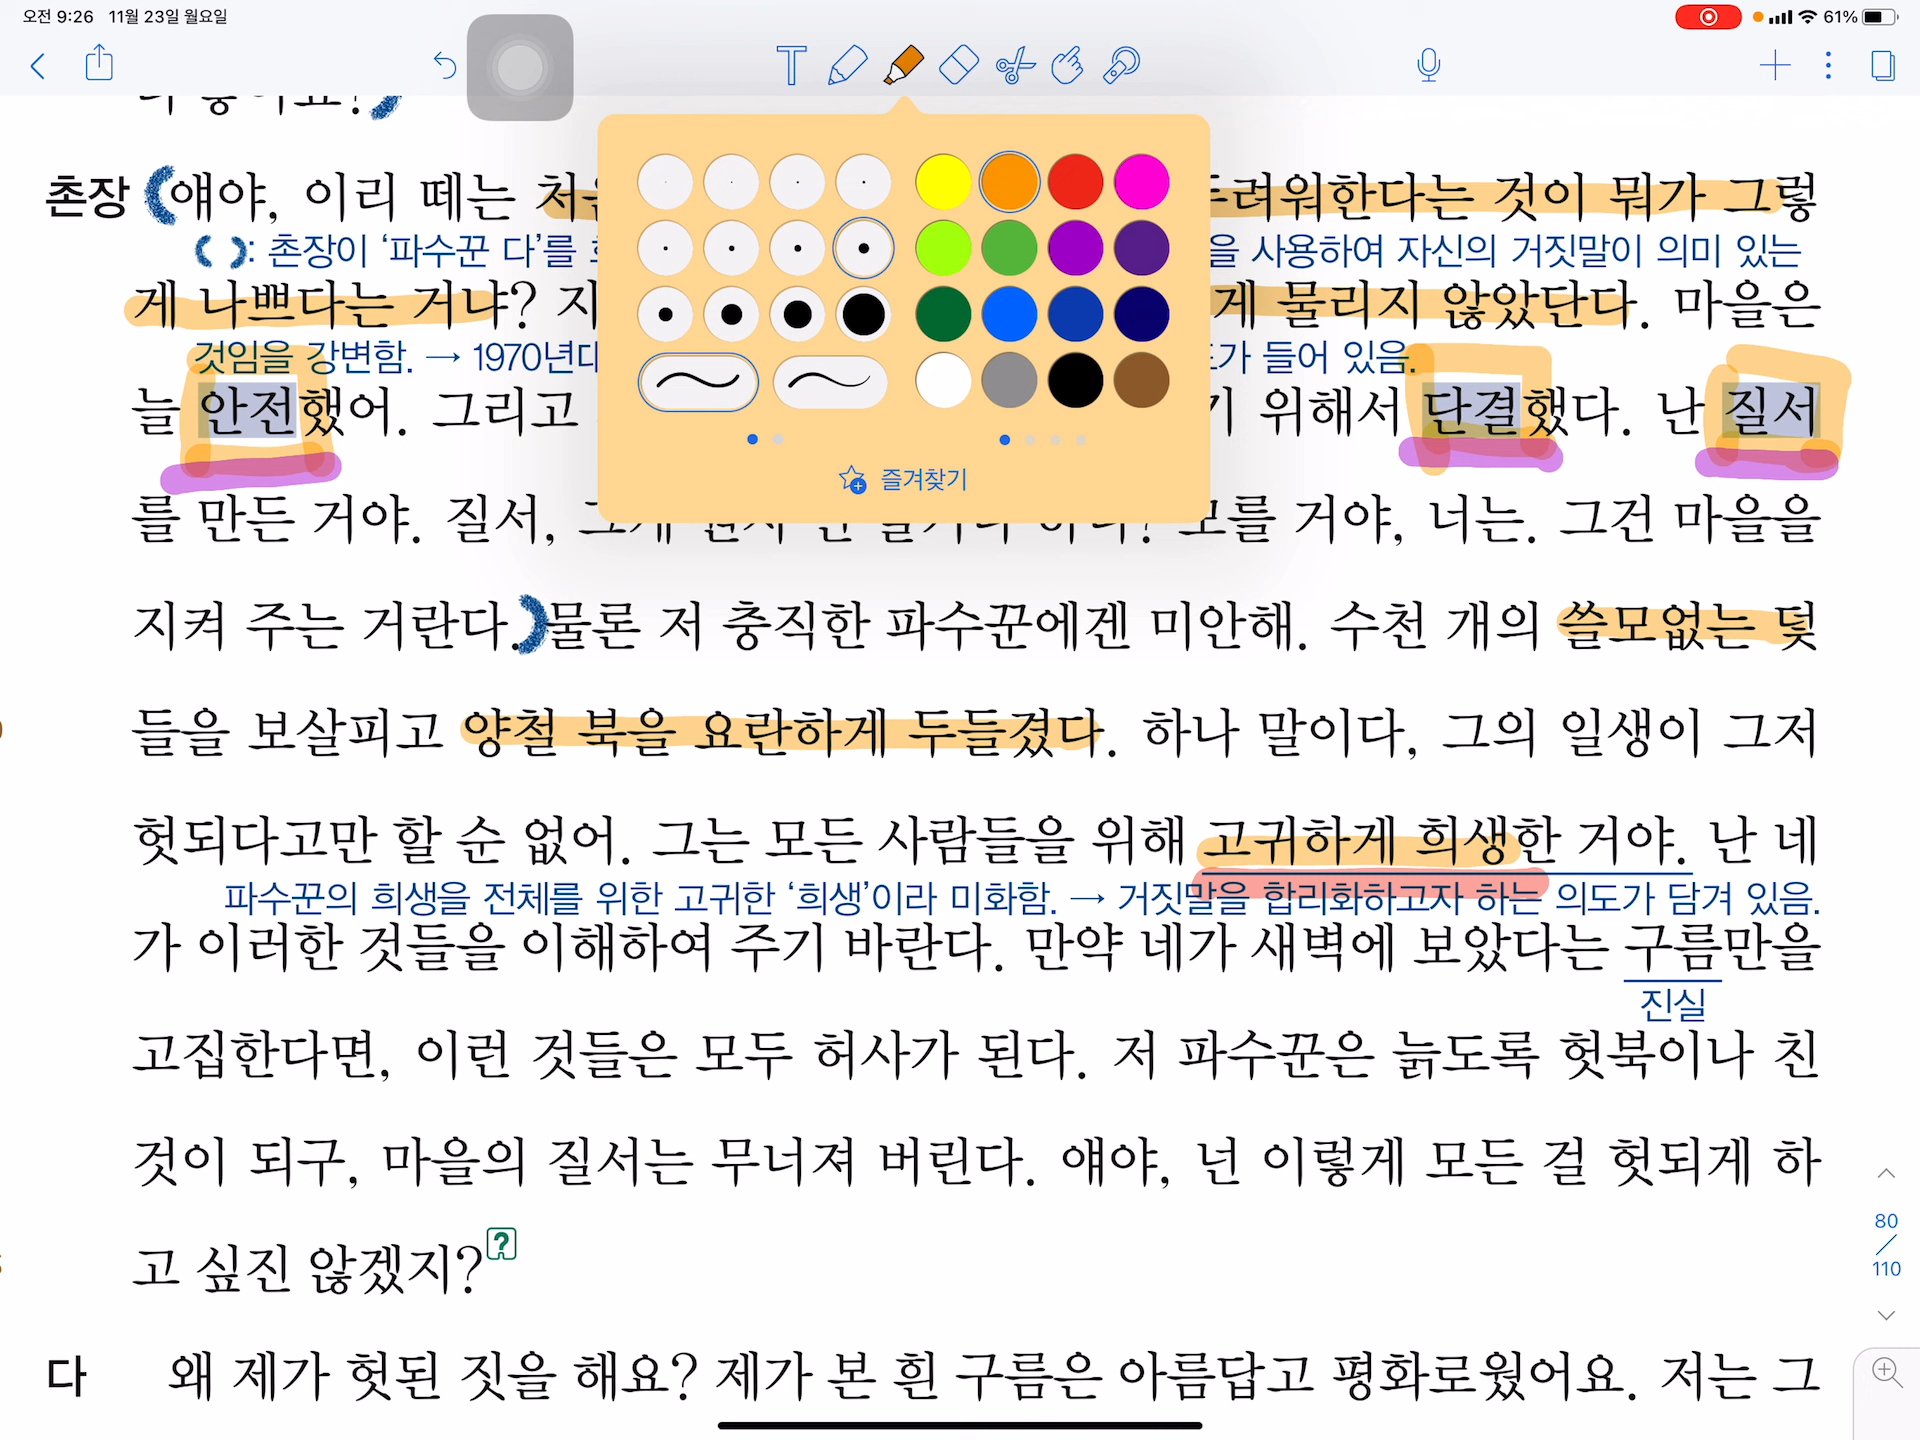 오전 9:26 11월 23일 월요일
61%
촌장 얘야, 이리 떼는 처음 두려워한다는 것이 뭐가 그렇
( ): 촌장이 ‘파수꾼 다’를 을 사용하여 자신의 거짓말이 의미 있는
게 나쁘다는 거냐? 지 게 물리지 않았단다. 마을은
것임을 강변함. → 1970년대 가 들어 있음.
늘 안전했어. 그리고 기 위해서 단결했다. 난 질서
즐겨찾기
를 만든 거야. 질서, 모를 거야, 너는. 그건 마을을
지켜 주는 거란다.)물론 저 충직한 파수꾼에겐 미안해. 수천 개의 쓸모없는 덫
들을 보살피고 양철 북을 요란하게 두들겼다. 하나 말이다, 그의 일생이 그저
헛되다고만 할 순 없어. 그는 모든 사람들을 위해 고귀하게 희생한 거야. 난 네
파수꾼의 희생을 전체를 위한 고귀한 ‘희생’이라 미화함. → 거짓말을 합리화하고자 하는 의도가 담겨 있음.
가 이러한 것들을 이해하여 주기 바란다. 만약 네가 새벽에 보았다는 구름만을
진실
고집한다면, 이런 것들은 모두 허사가 된다. 저 파수꾼은 늙도록 헛북이나 친
것이 되구, 마을의 질서는 무너져 버린다. 얘야, 넌 이렇게 모든 걸 헛되게 하
고 싶진 않겠지?
80
110
다 왜 제가 헛된 짓을 해요? 제가 본 흰 구름은 아름답고 평화로웠어요. 저는 그